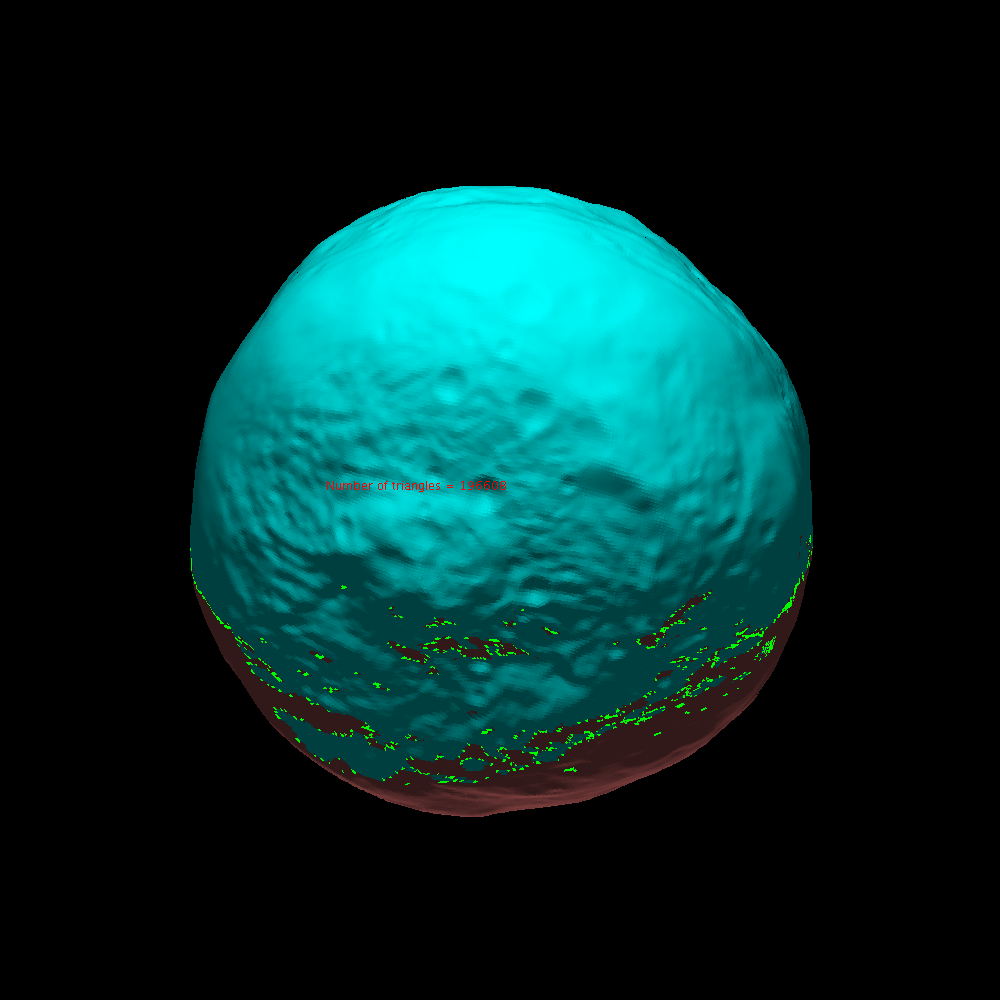 Number of triangles =